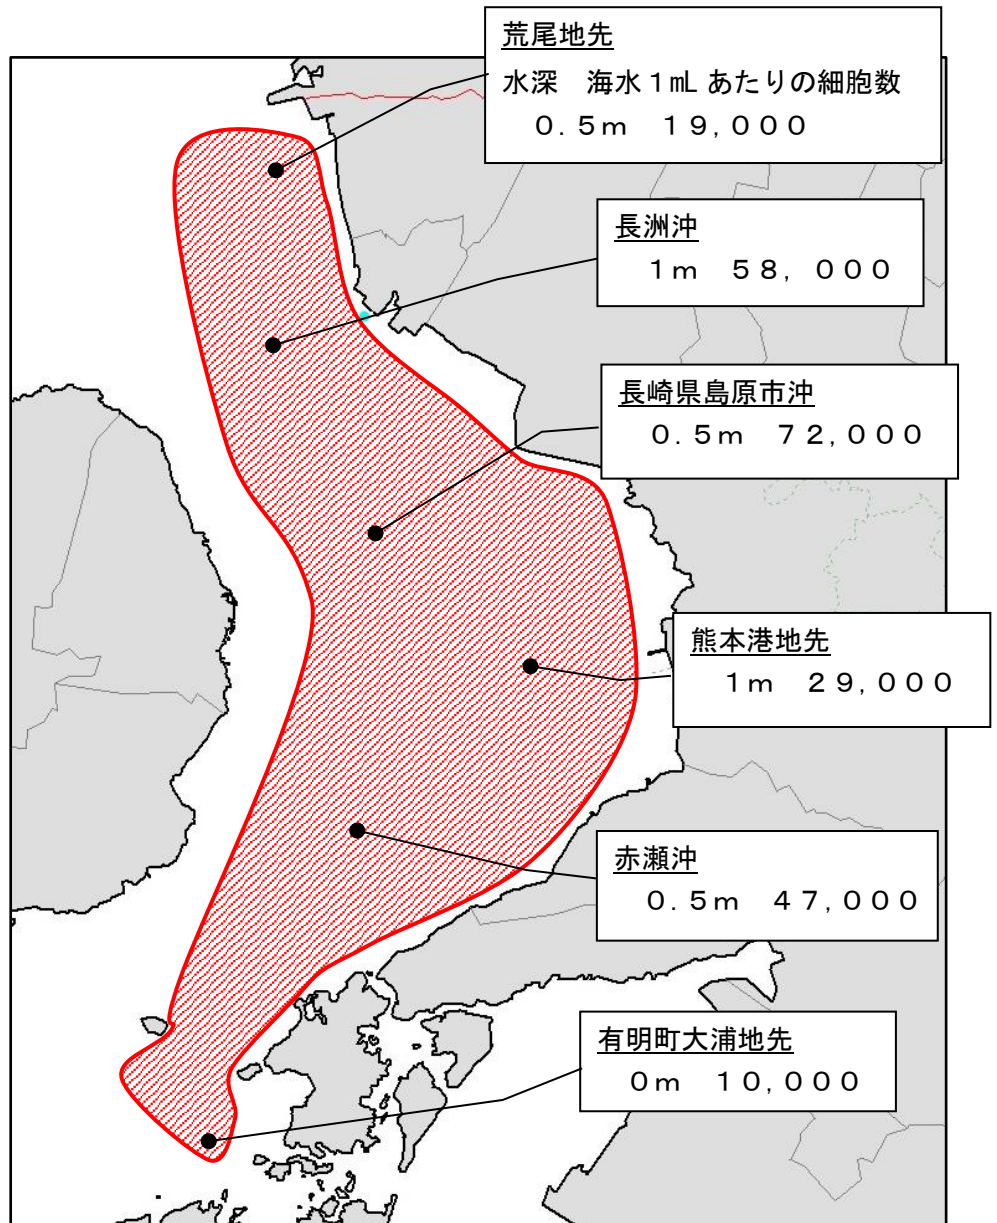 荒尾地先
水深　海水1mLあたりの細胞数
０.５ｍ　１９,０００
長洲沖
１ｍ　５８，０００
長崎県島原市沖
０.５ｍ　７２,０００
熊本港地先
１ｍ　２９,０００
赤瀬沖
０.５ｍ　４７,０００
有明町大浦地先
０ｍ　１０,０００